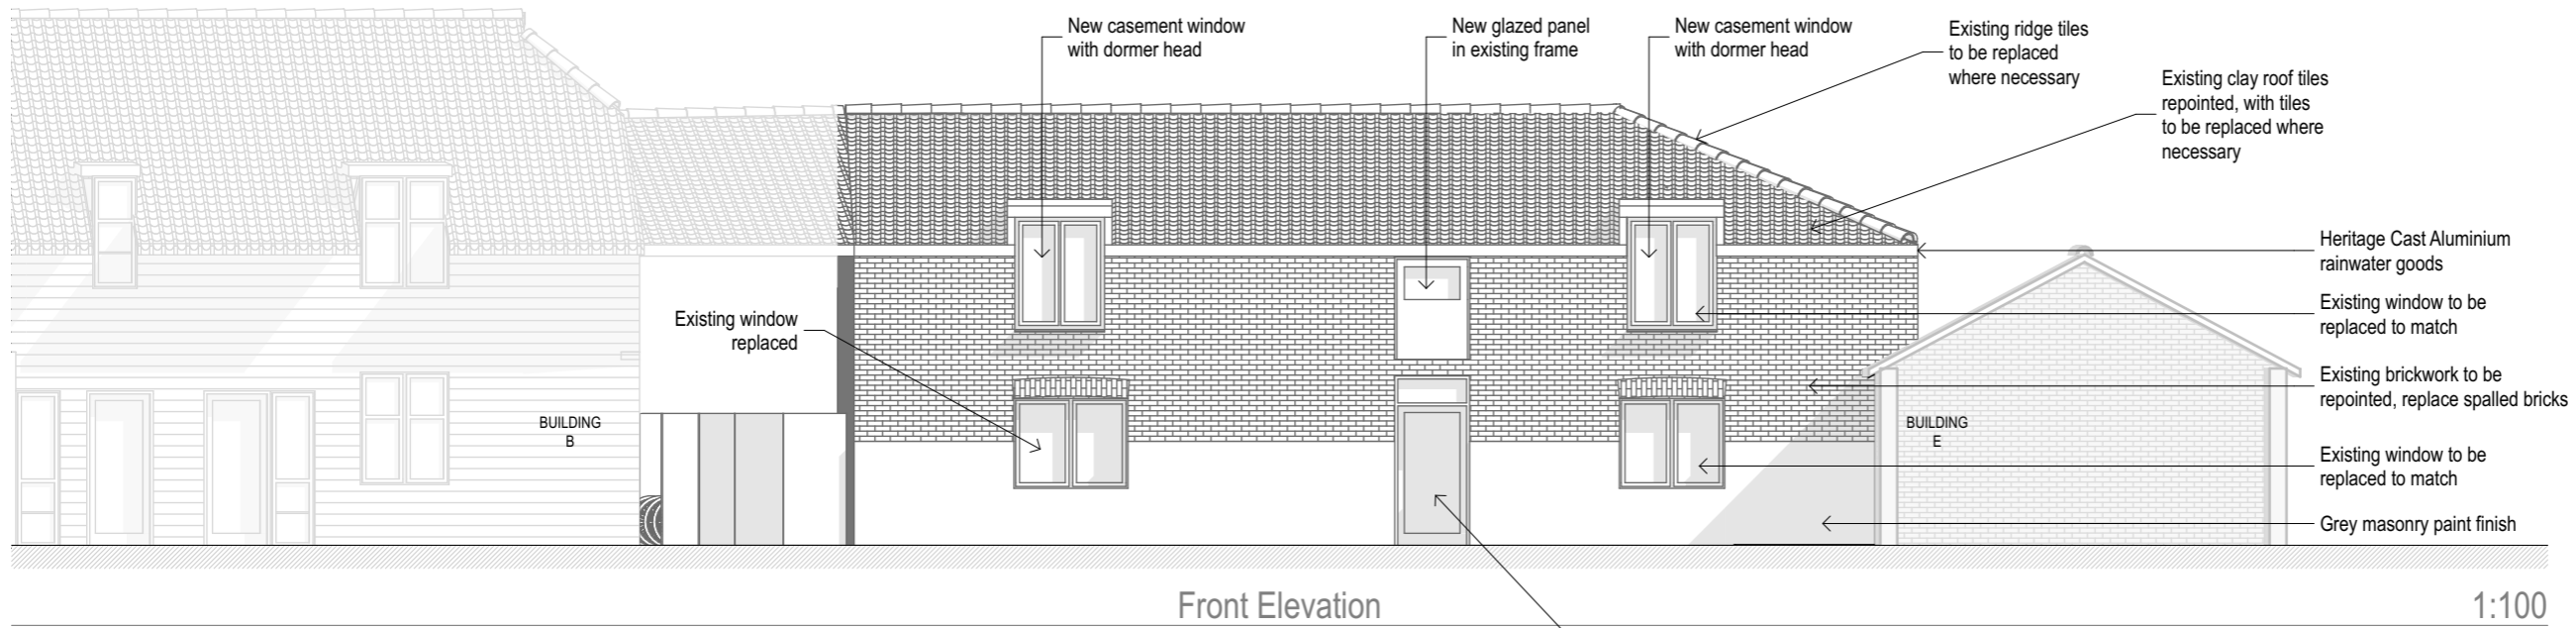 New casement window
with dormer head
New glazed panel
in existing frame
New casement window
with dormer head
Existing ridge tiles
to be replaced
where necessary
Existing clay roof tiles
repointed, with tiles
to be replaced where
necessary
Heritage Cast Aluminium
rainwater goods
Existing window to be
replaced to match
Existing window
replaced
Existing brickwork to be
repointed, replace spalled bricks
BUILDING
B
BUILDING
E
Existing window to be
replaced to match
Grey masonry paint finish
Front Elevation
1:100